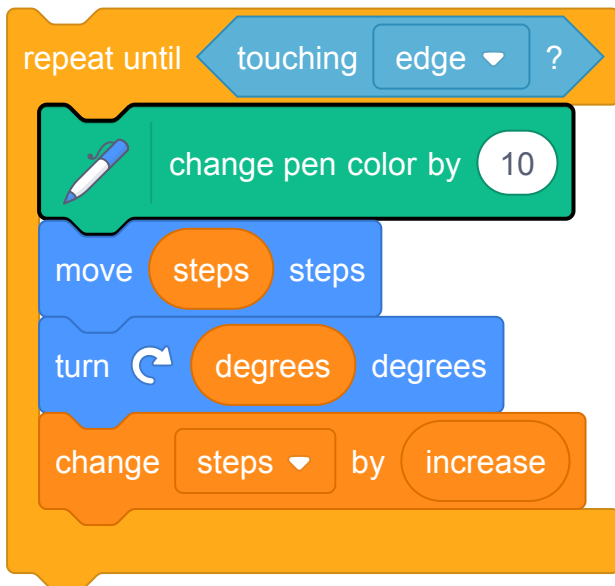 repeat until touching edge ?
change pen color by 10
move steps steps
turn degrees degrees
change steps by increase